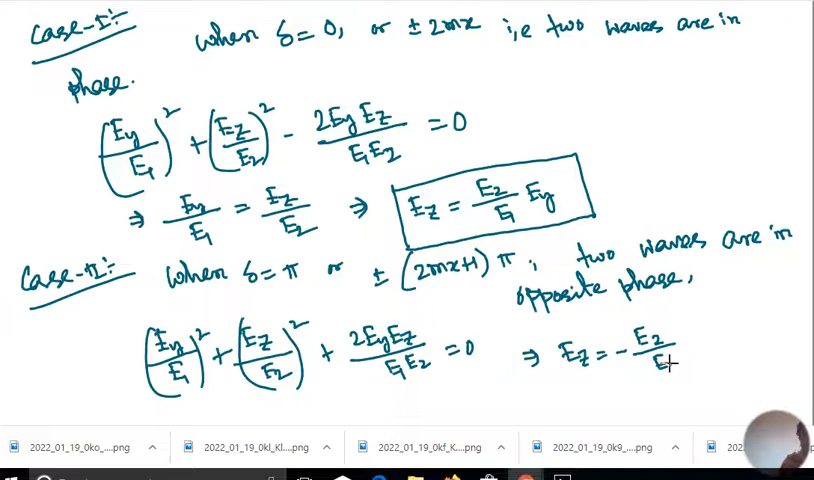 Case-I:- when δ=0, or ± 2mπ i.e two waves are in
phase.
(Ey/E1)² + (Ez/E2)² - 2EyEz/E1E2 = 0
⇒ Ey/E1 = Ez/E2 ⇒ Ez = E2/E1 Ey
Case-II:- when δ=π or ± (2m+1)π; two waves are in
opposite phase,
(Ey/E1)² + (Ez/E2)² + 2EyEz/E1E2 = 0 ⇒ Ez = - E2/E
2022_01_19_0ko_....png 2022_01_19_0kl_Kl....png 2022_01_19_0kf_K....png 2022_01_19_0k9_....png 202